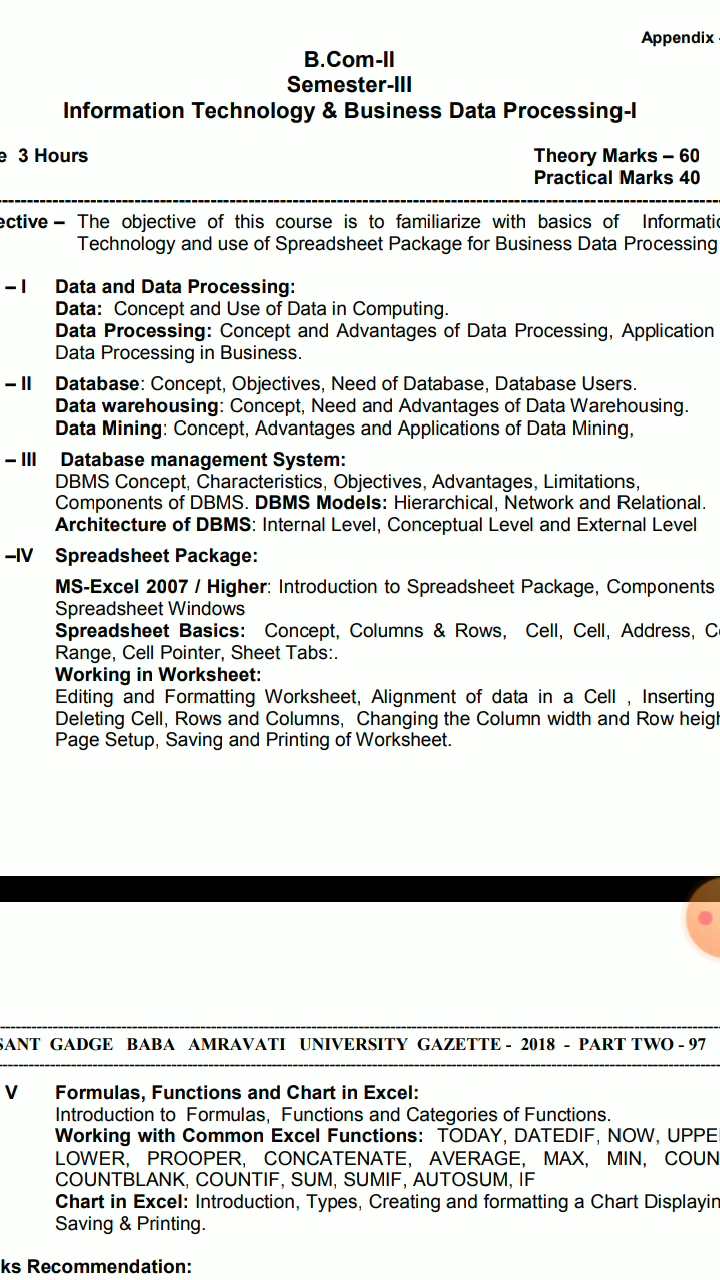 Appendix
B.Com-II
Semester-III
Information Technology & Business Data Processing-I
3 Hours
Theory Marks – 60
Practical Marks 40
The objective of this course is to familiarize with basics of
Technology and use of Spreadsheet Package for Business Data Processing
– I Data and Data Processing:
Data: Concept and Use of Data in Computing.
Data Processing: Concept and Advantages of Data Processing, Application
Data Processing in Business.
– II Database: Concept, Objectives, Need of Database, Database Users.
Data warehousing: Concept, Need and Advantages of Data Warehousing.
Data Mining: Concept, Advantages and Applications of Data Mining,
– III Database management System:
DBMS Concept, Characteristics, Objectives, Advantages, Limitations,
Components of DBMS. DBMS Models: Hierarchical, Network and Relational.
Architecture of DBMS: Internal Level, Conceptual Level and External Level
–IV Spreadsheet Package:
MS-Excel 2007 / Higher: Introduction to Spreadsheet Package, Components
Spreadsheet Windows
Spreadsheet Basics: Concept, Columns & Rows, Cell, Cell, Address,
Range, Cell Pointer, Sheet Tabs:.
Working in Worksheet:
Editing and Formatting Worksheet, Alignment of data in a Cell , Inserting
Deleting Cell, Rows and Columns, Changing the Column width and Row
Page Setup, Saving and Printing of Worksheet.
SANT GADGE BABA AMRAVATI UNIVERSITY GAZETTE - 2018 - PART TWO - 97
V Formulas, Functions and Chart in Excel:
Introduction to Formulas, Functions and Categories of Functions.
Working with Common Excel Functions: TODAY, DATEDIF, NOW,
LOWER, PROOPER, CONCATENATE, AVERAGE, MAX, MIN,
COUNTBLANK, COUNTIF, SUM, SUMIF, AUTOSUM, IF
Chart in Excel: Introduction, Types, Creating and formatting a Chart
Saving & Printing.
Recommendation: